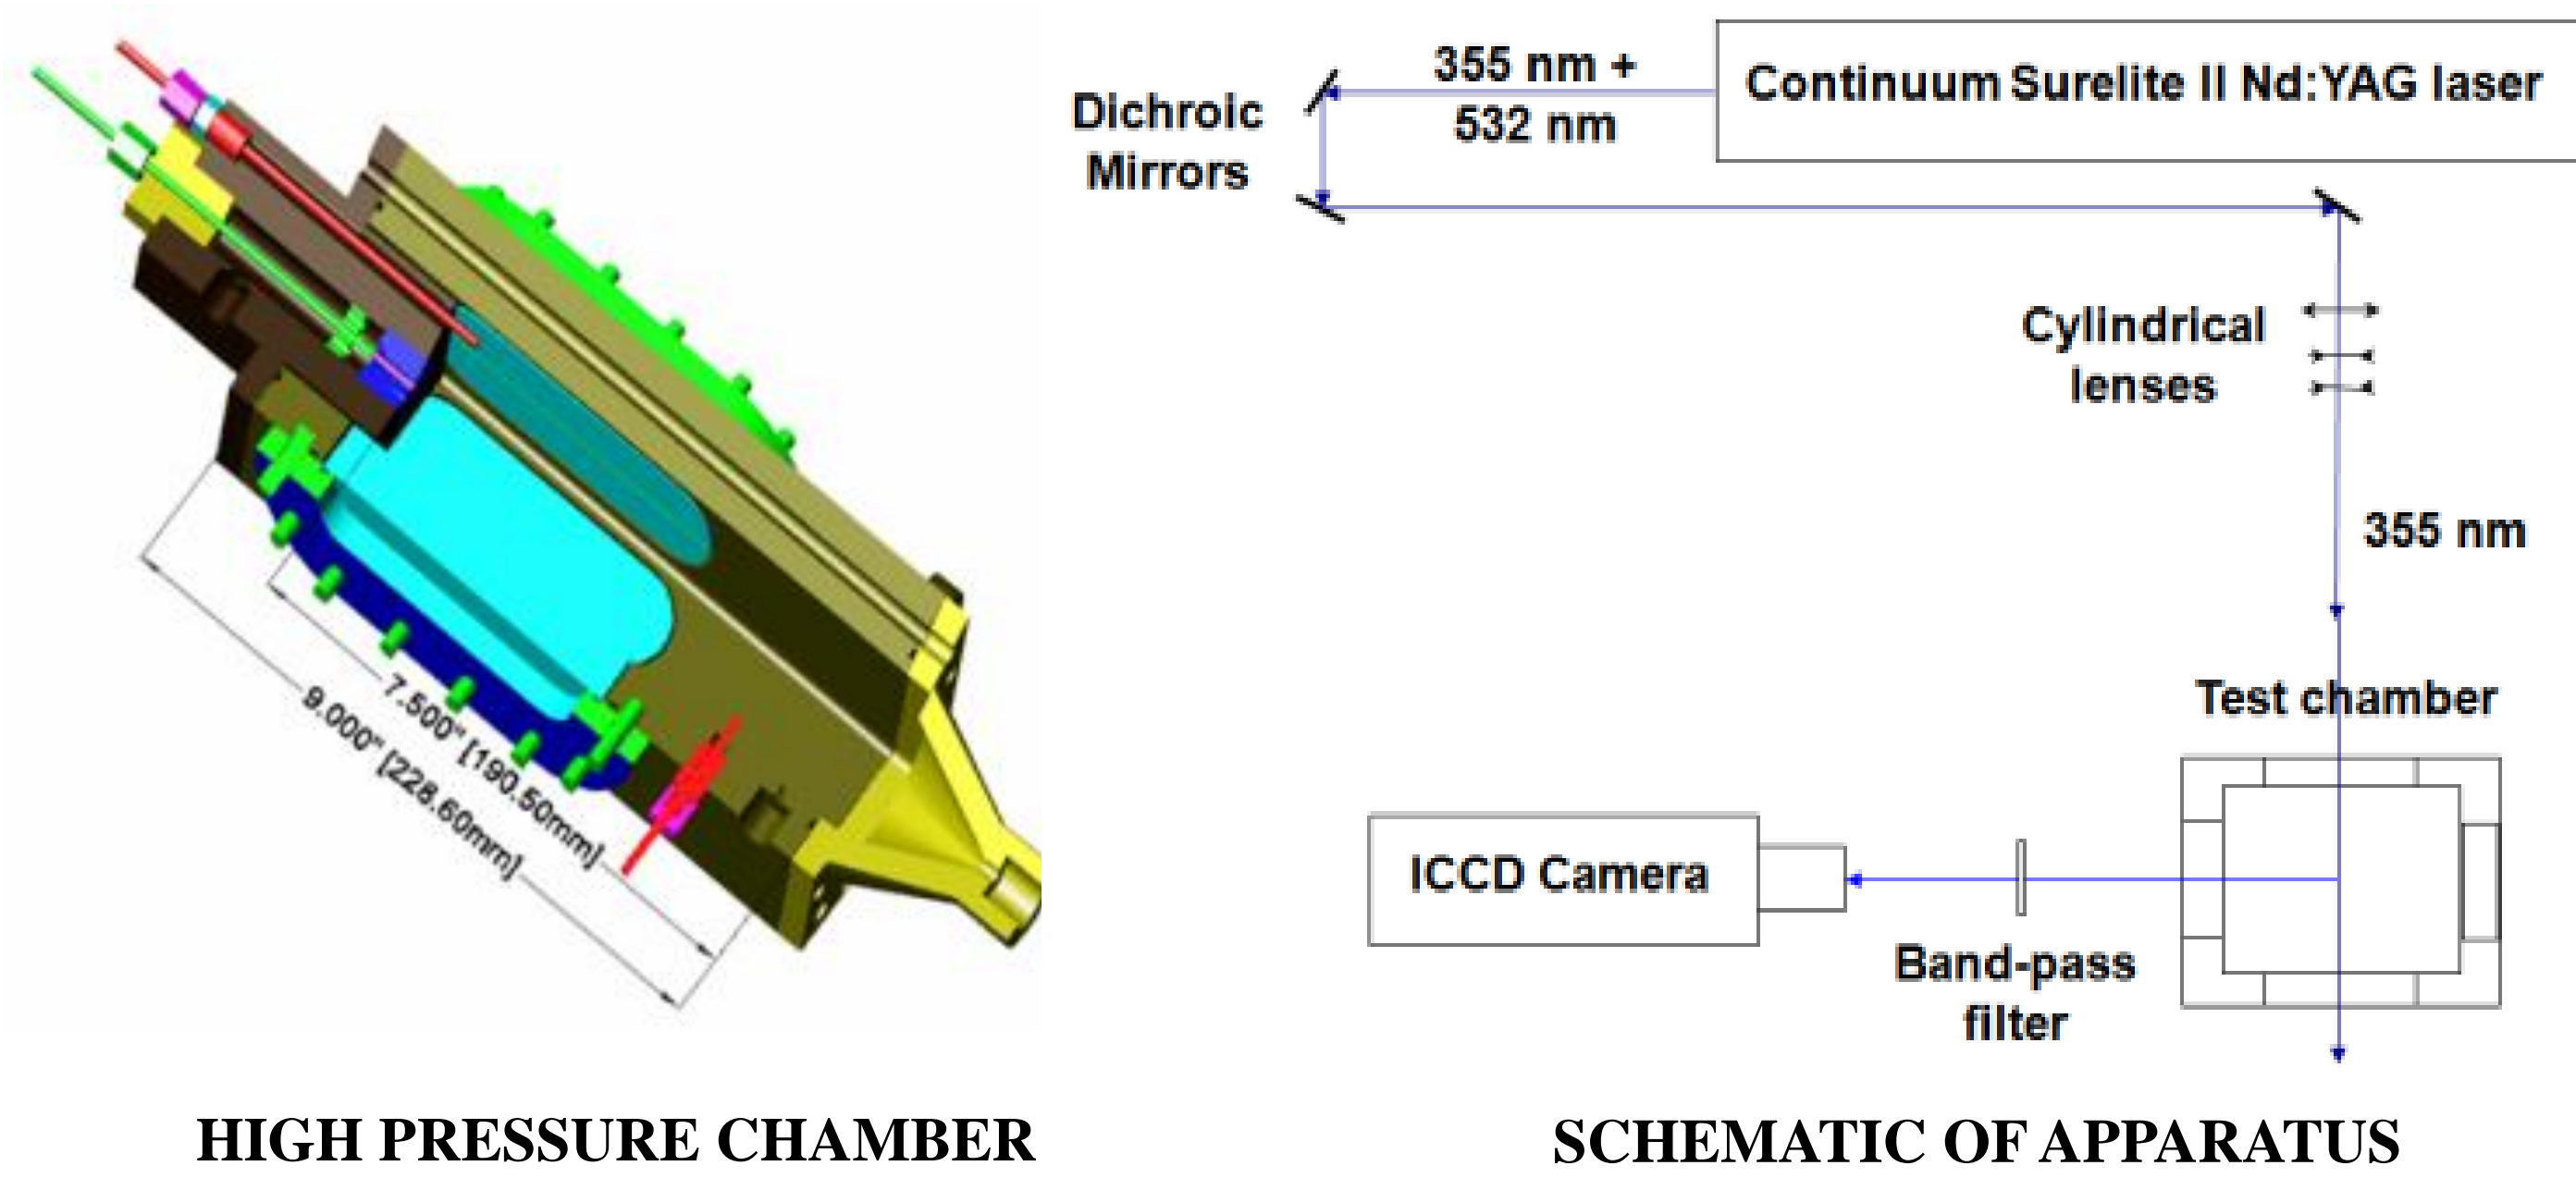 355 nm +
532 nm
Continuum Surelite II Nd:YAG laser
Dichroic
Mirrors
Cylindrical
lenses
355 nm
7.500" [190.50mm]
9.000" [228.60mm]
Test chamber
ICCD Camera
Band-pass
filter
HIGH PRESSURE CHAMBER
SCHEMATIC OF APPARATUS